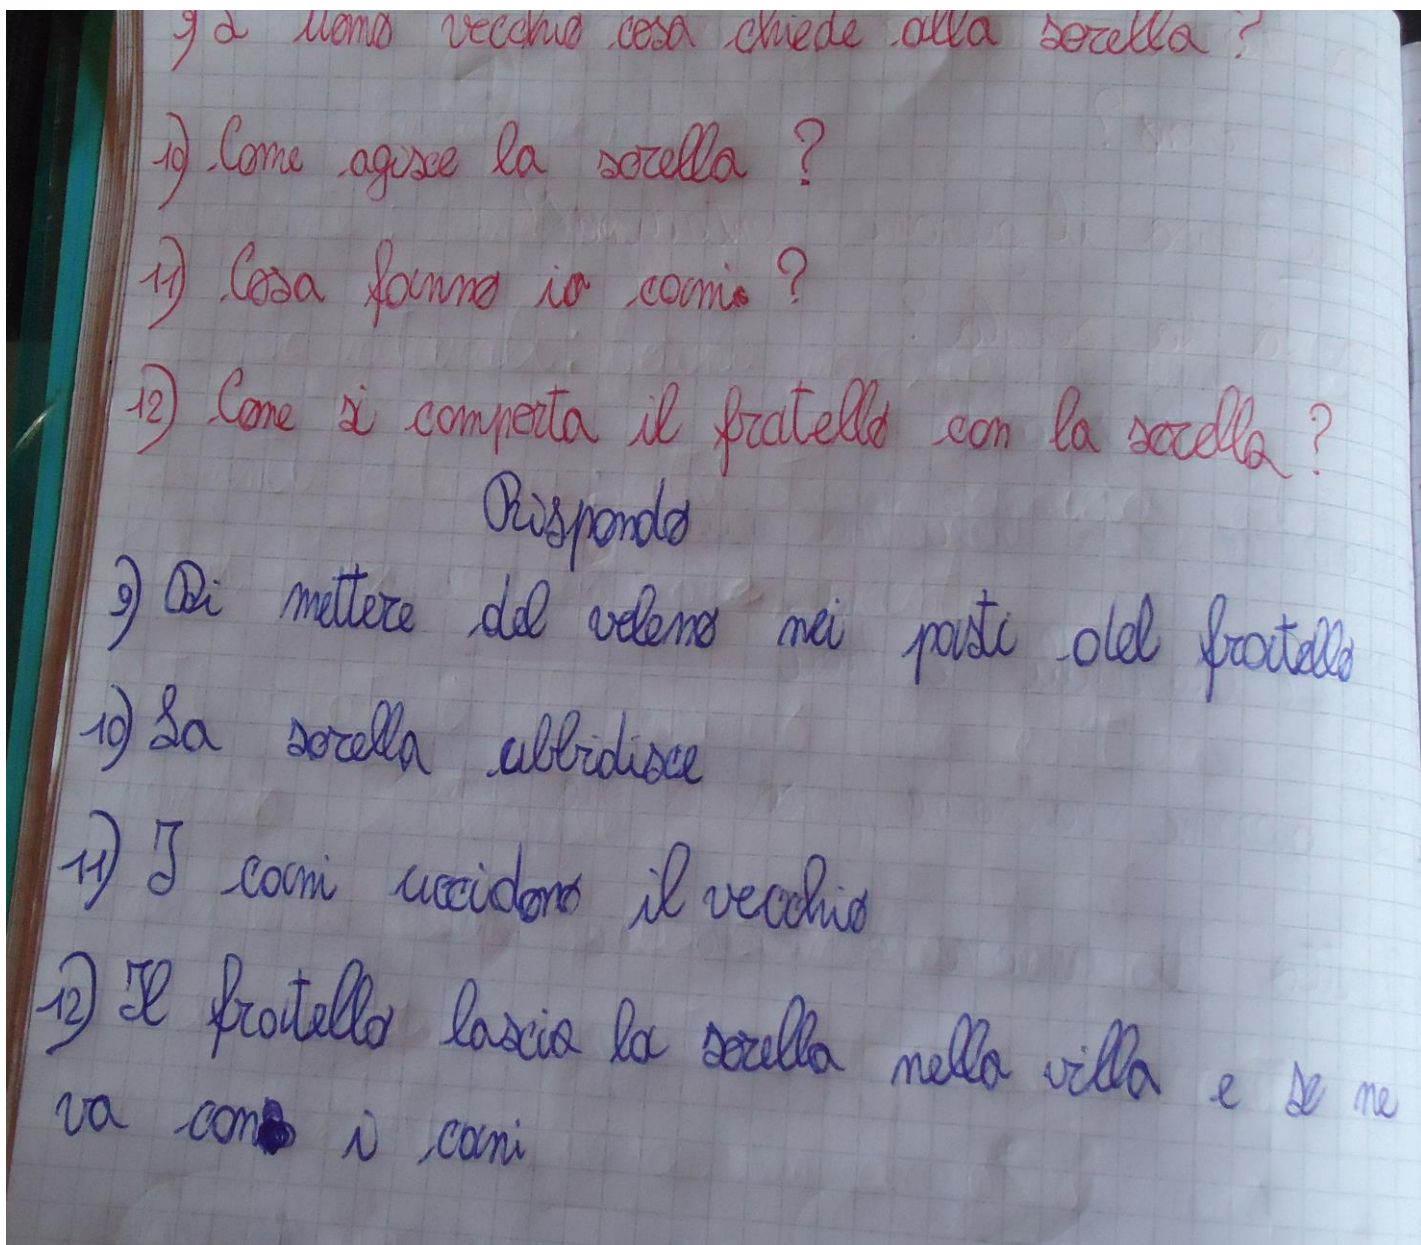 9) L uomo vecchio cosa chiede alla sorella ?
10) Come agisce la sorella ?
11) Cosa fanno i cani ?
12) Come si comporta il fratello con la sorella ?
Rispondo
9) Di mettere del veleno nei pasti del fratello
10) La sorella ubbidisce
11) I cani uccidono il vecchio
12) Il fratello lascia la sorella nella villa e se ne
va con i cani